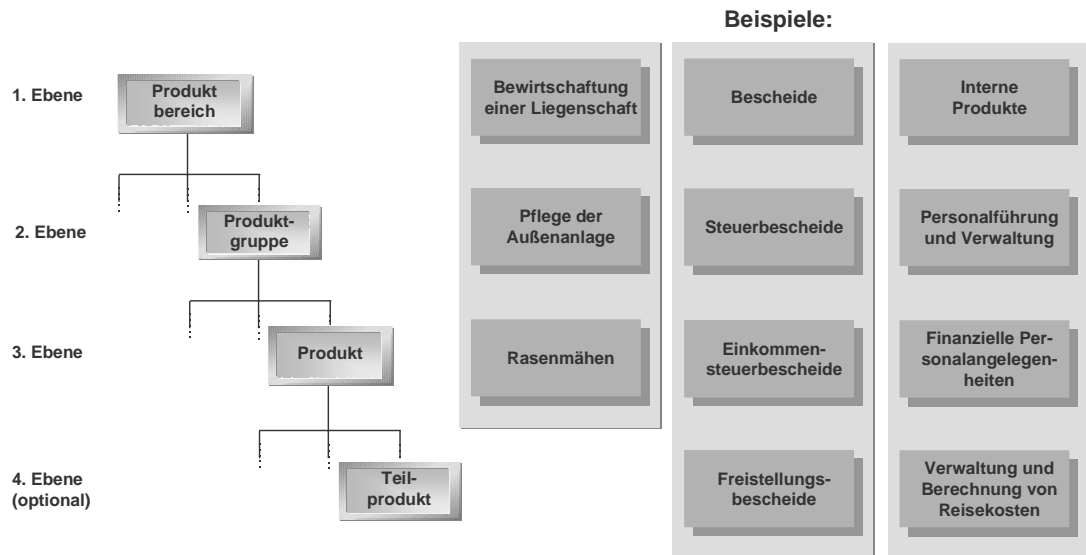 Beispiele:
1. Ebene
Produkt
bereich
Bewirtschaftung
einer Liegenschaft
Bescheide
Interne
Produkte
2. Ebene
Produkt-
gruppe
Pflege der
Außenanlage
Steuerbescheide
Personalführung
und Verwaltung
3. Ebene
Produkt
Rasenmähen
Einkommen-
steuerbescheide
Finanzielle Per-
sonalangelegen-
heiten
4. Ebene
(optional)
Teil-
produkt
Freistellungs-
bescheide
Verwaltung und
Berechnung von
Reisekosten